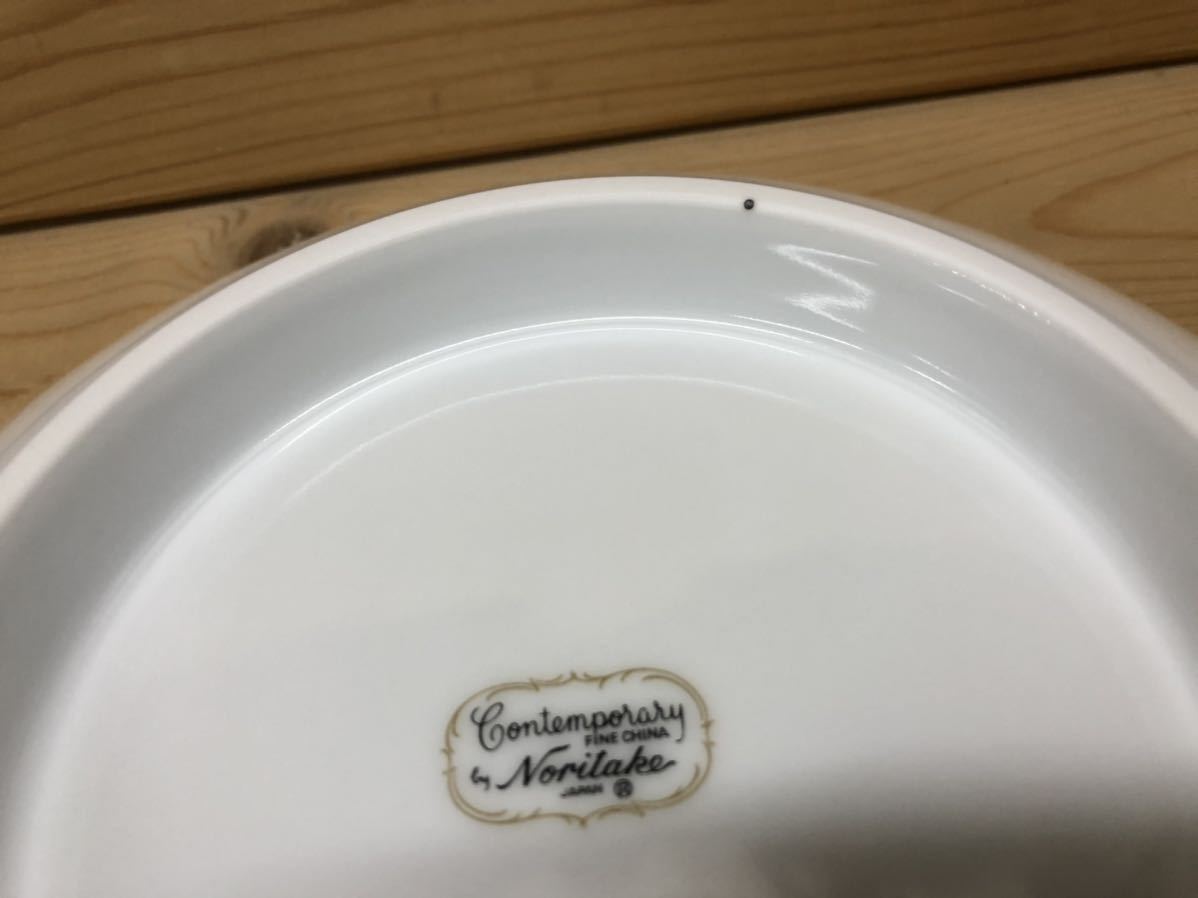 Contemporary
FINE CHINA
by Noritake
JAPAN ®